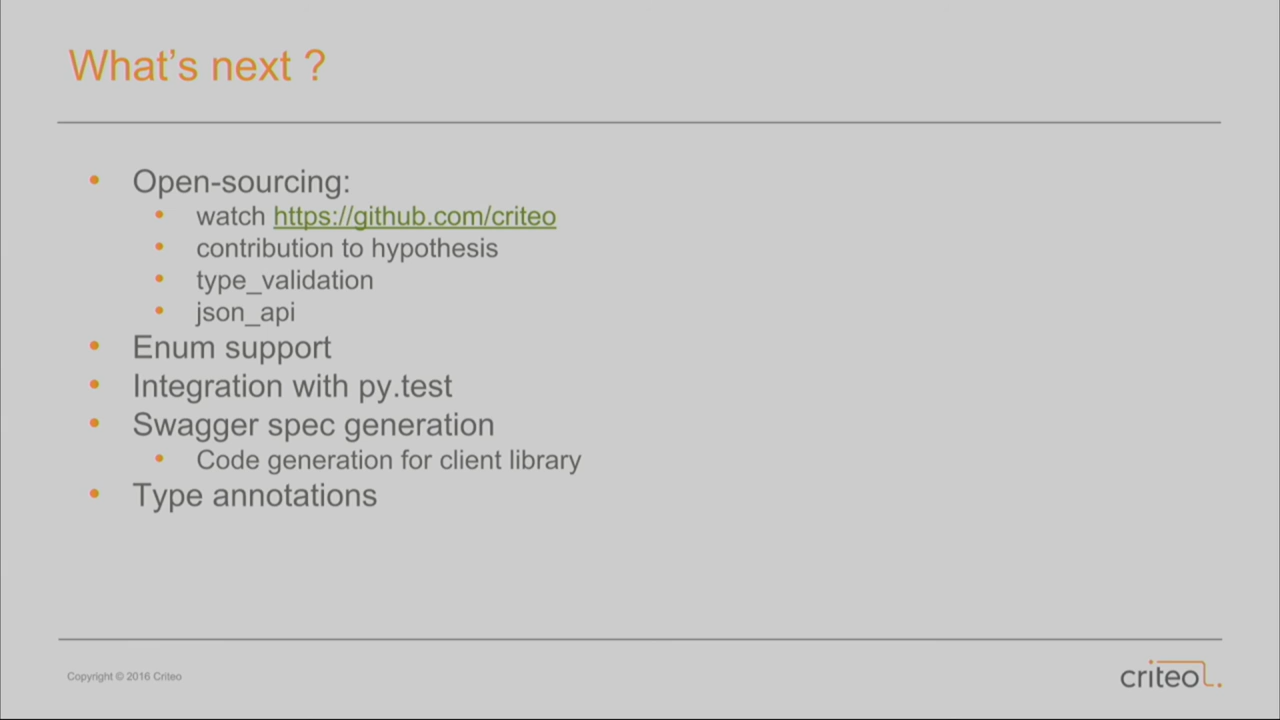 What's next ?
• Open-sourcing:
• watch https://github.com/criteo
• contribution to hypothesis
• type_validation
• json_api
• Enum support
• Integration with py.test
• Swagger spec generation
• Code generation for client library
• Type annotations
Copyright © 2016 Criteo
criteo